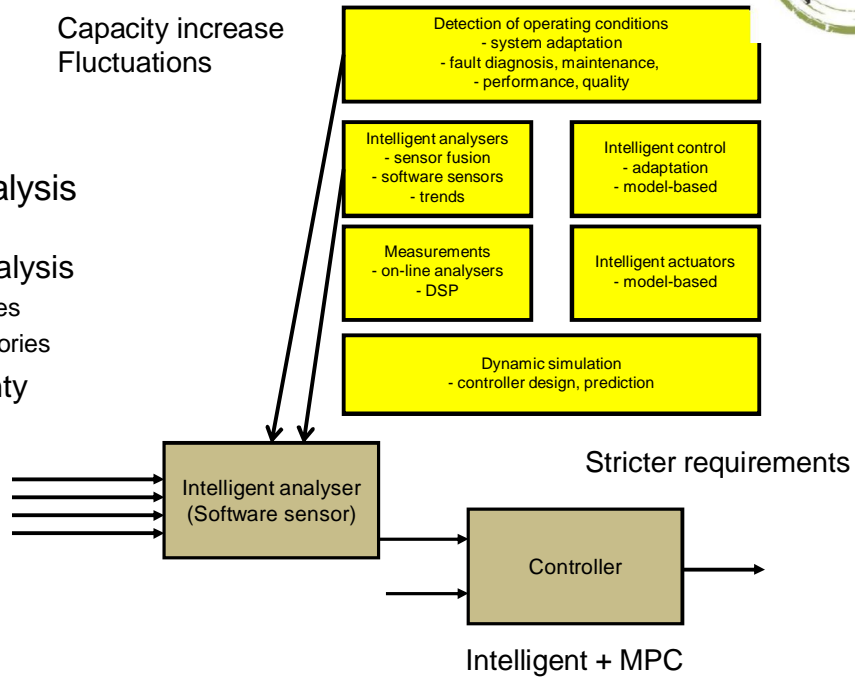 Capacity increase
Fluctuations
Detection of operating conditions
- system adaptation
- fault diagnosis, maintenance,
- performance, quality
Intelligent analysers
- sensor fusion
- software sensors
- trends
Intelligent control
- adaptation
- model-based
alysis
Measurements
- on-line analysers
- DSP
Intelligent actuators
- model-based
alysis
es
ories
nty
Dynamic simulation
- controller design, prediction
Stricter requirements
Intelligent analyser
(Software sensor)
Controller
Intelligent + MPC